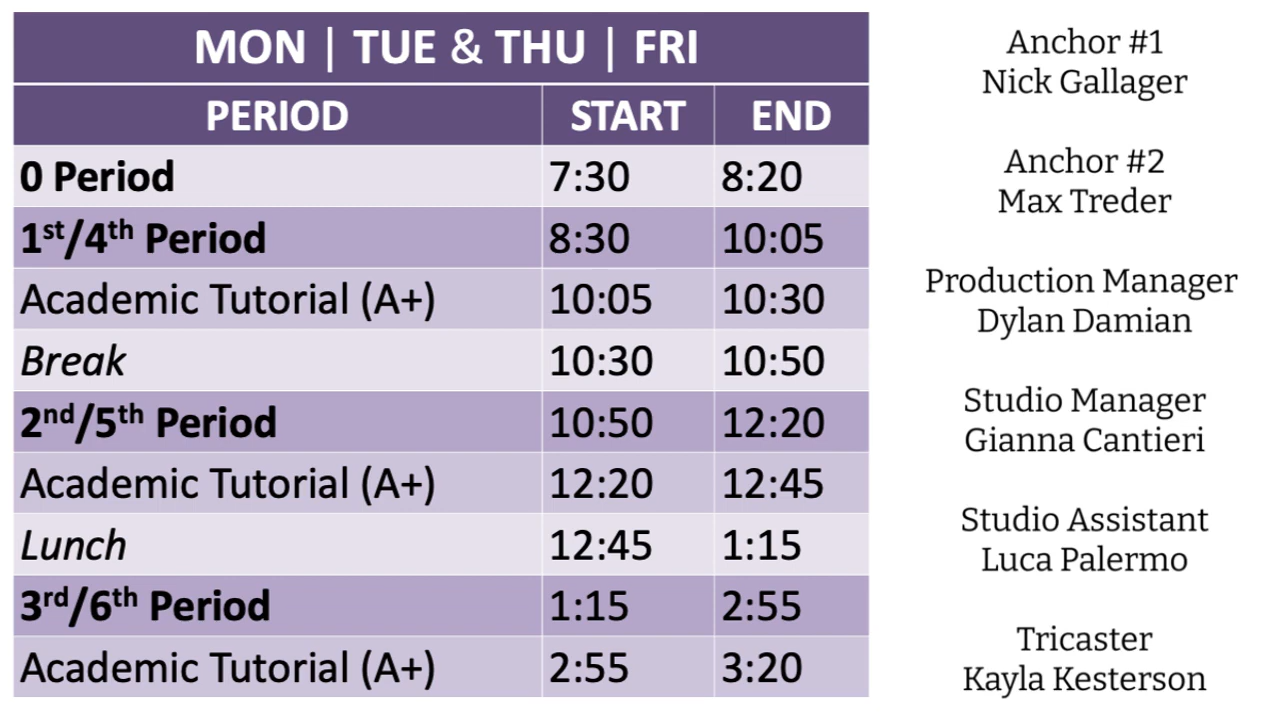 MON | TUE & THU | FRI
PERIOD START END
0 Period 7:30 8:20
1st/4th Period 8:30 10:05
Academic Tutorial (A+) 10:05 10:30
Break 10:30 10:50
2nd/5th Period 10:50 12:20
Academic Tutorial (A+) 12:20 12:45
Lunch 12:45 1:15
3rd/6th Period 1:15 2:55
Academic Tutorial (A+) 2:55 3:20
Anchor #1
Nick Gallager
Anchor #2
Max Treder
Production Manager
Dylan Damian
Studio Manager
Gianna Cantieri
Studio Assistant
Luca Palermo
Tricaster
Kayla Kesterson